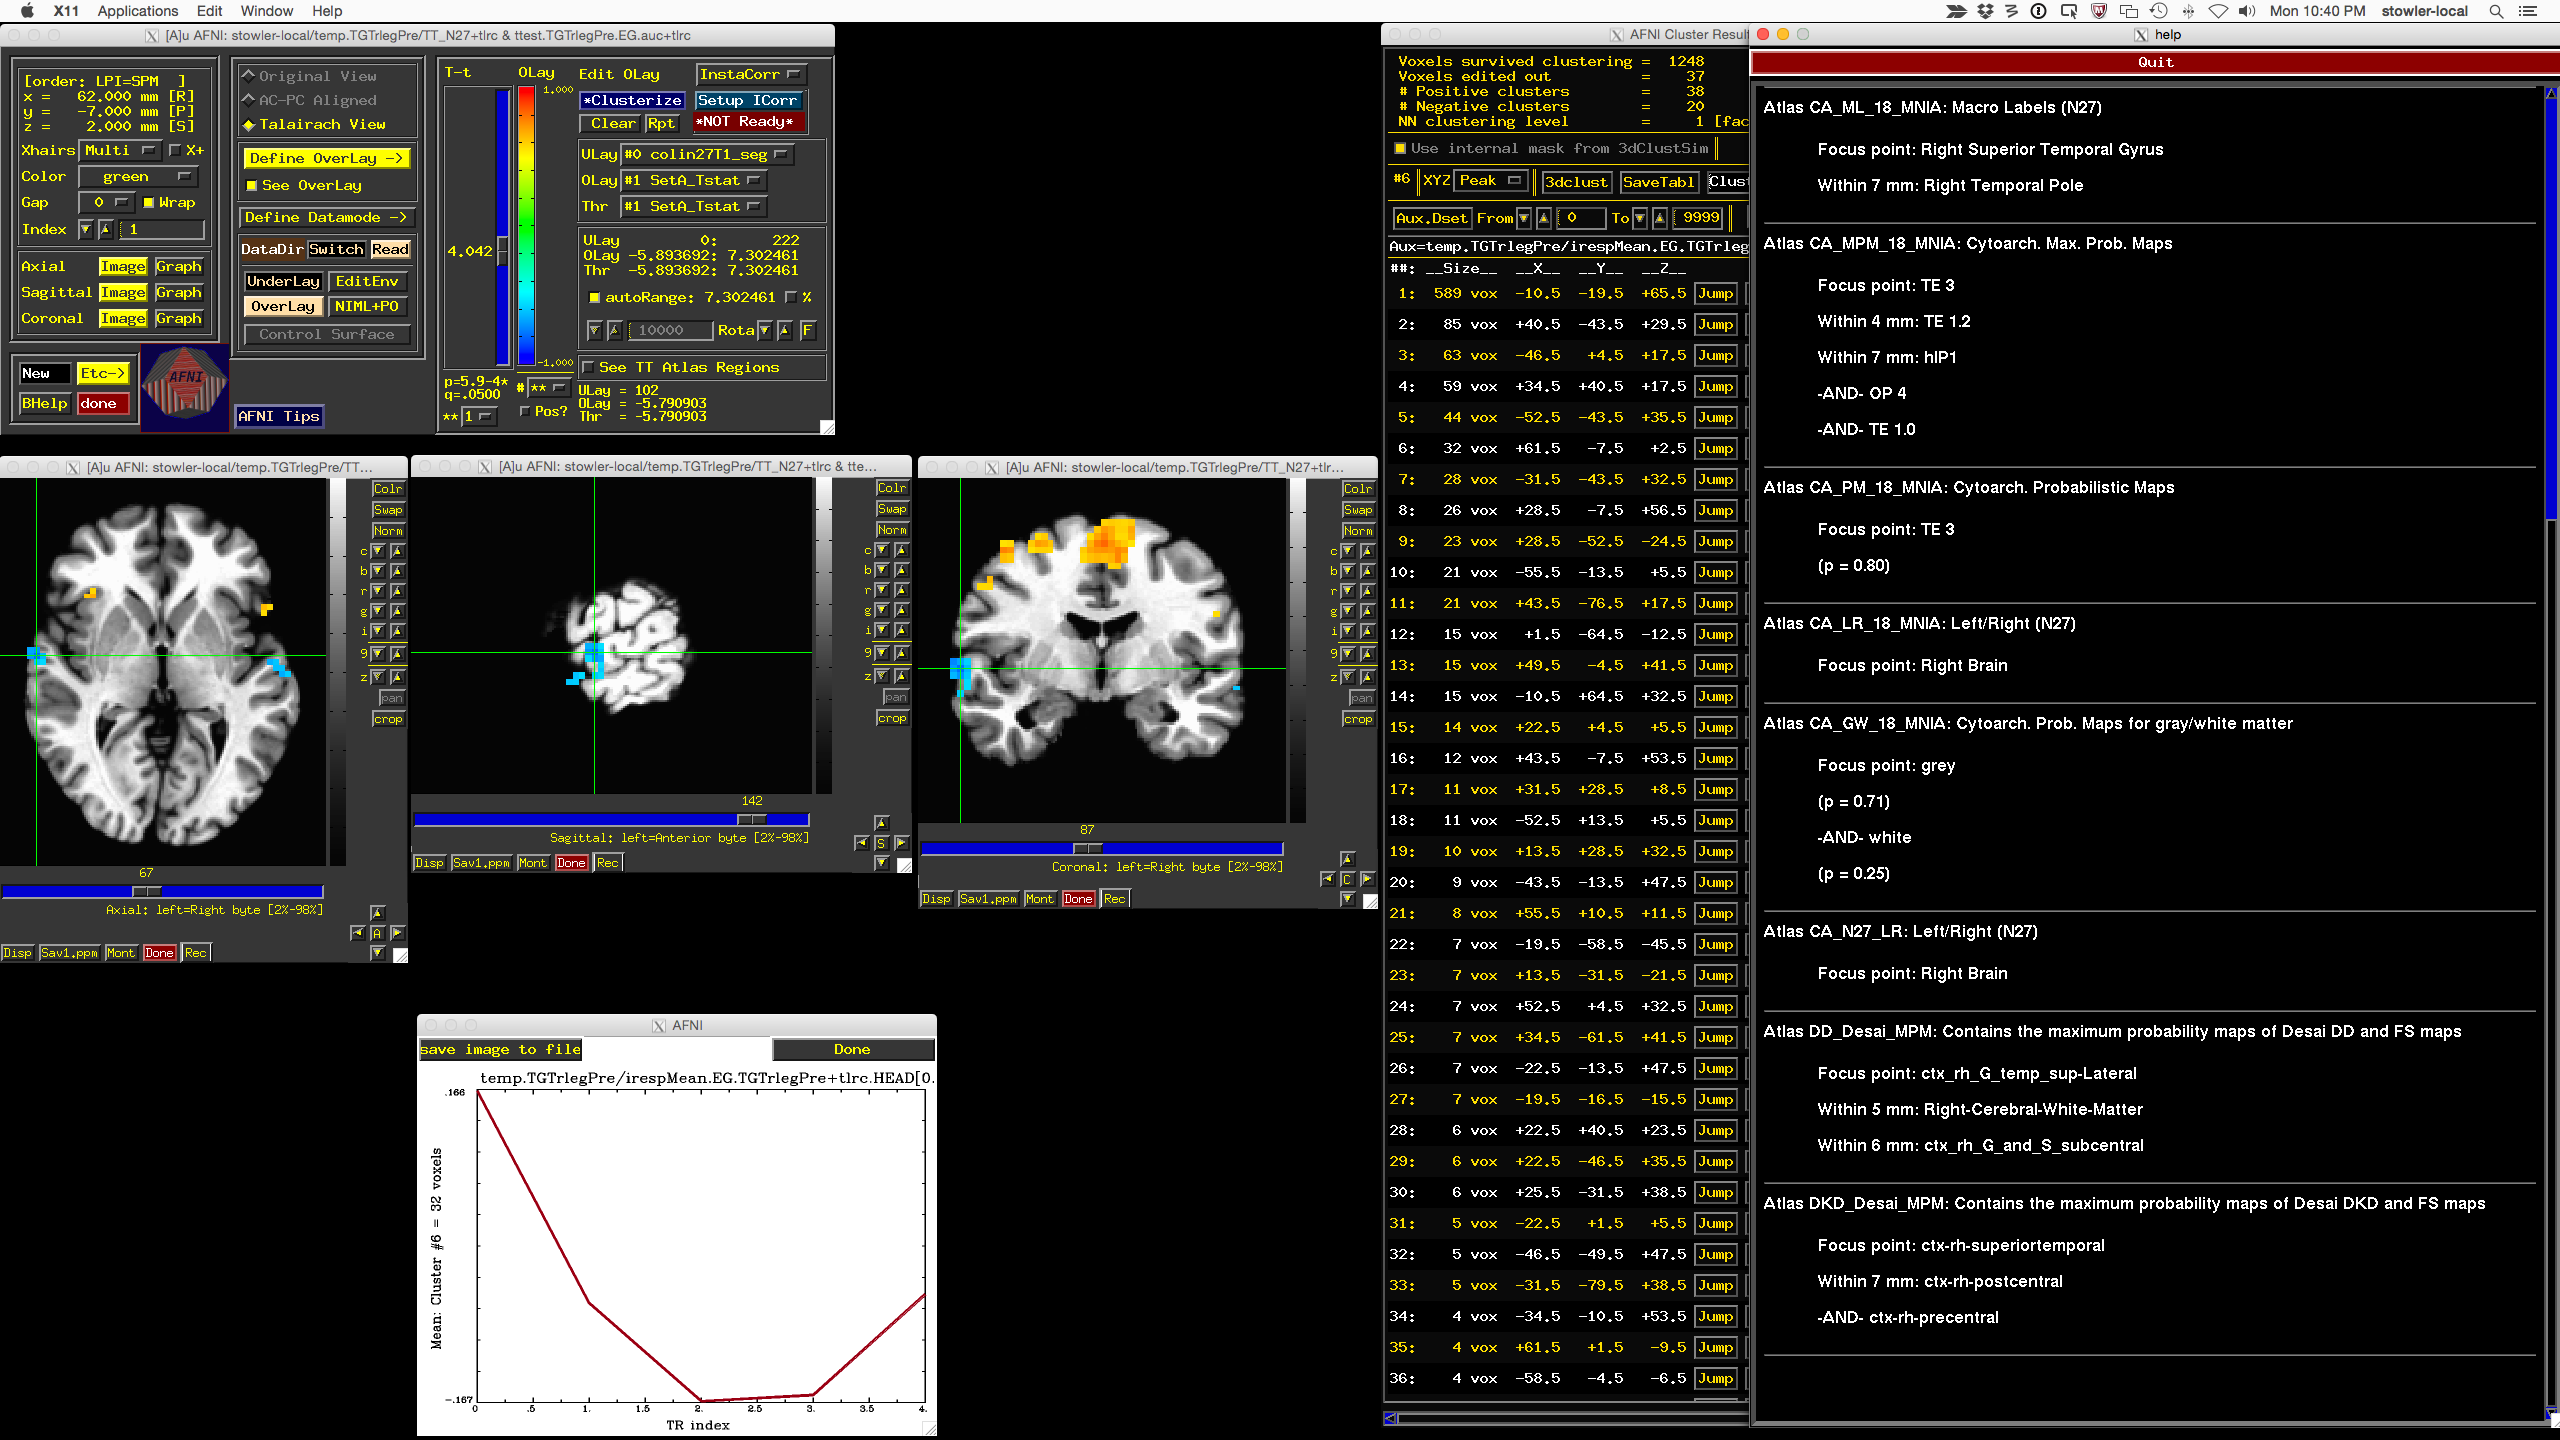 X11 Applications Edit Window Help
Mon 10:40 PM stowler-local
[A]u AFNI: stowler-local/temp.TGTrlegPre/TT_N27+tlrc & ttest.TGTrlegPre.EG.auc+tlrc
[order: LPI=SPM ]
x = 62.000 mm [R]
y = -7.000 mm [P]
z = 2.000 mm [S]
Xhairs Multi X+
Color green
Gap 0 Wrap
Index 1
Axial Image Graph
Sagittal Image Graph
Coronal Image Graph
New Etc->
BHelp done
AFNI
Original View
AC-PC Aligned
Talairach View
Define OverLay ->
See OverLay
Define Datamode ->
DataDir Switch Read
UnderLay EditEnv
OverLay NIML+PO
Control Surface
AFNI Tips
T-t OLay
1.000
4.042
-1.000
p=5.9-4*
q=.0500
** 1
# **
Pos?
Edit OLay InstaCorr
*Clusterize Setup ICorr
Clear Rpt *NOT Ready*
ULay #0 colin27T1_seg
OLay #1 SetA_Tstat
Thr #1 SetA_Tstat
ULay 0: 222
OLay -5.893692: 7.302461
Thr -5.893692: 7.302461
autoRange: 7.302461 %
10000 Rota F
See TT Atlas Regions
ULay = 102
OLay = -5.790903
Thr = -5.790903
[A]u AFNI: stowler-local/temp.TGTrlegPre/TT...
Colr
Swap
Norm
c
b
r
g
i
9
z
pan
crop
67
Axial: left=Right byte [2%-98%]
A
Disp Sav1.ppm Mont Done Rec
[A]u AFNI: stowler-local/temp.TGTrlegPre/TT_N27+tlrc & tte...
Colr
Swap
Norm
c
b
r
g
i
9
z
pan
crop
142
Sagittal: left=Anterior byte [2%-98%]
S
Disp Sav1.ppm Mont Done Rec
[A]u AFNI: stowler-local/temp.TGTrlegPre/TT_N27+tlr...
Colr
Swap
Norm
c
b
r
g
i
9
z
pan
crop
87
Coronal: left=Right byte [2%-98%]
C
Disp Sav1.ppm Mont Done Rec
AFNI
save image to file Done
temp.TGTrlegPre/irespMean.EG.TGTrlegPre+tlrc.HEAD[0.
.166
Mean: Cluster #6 = 32 voxels
-.167
0 .5 1. 1.5 2. 2.5 3. 3.5 4.
TR index
AFNI Cluster Result
Voxels survived clustering = 1248
Voxels edited out = 37
# Positive clusters = 38
# Negative clusters = 20
NN clustering level = 1 [fac
Use internal mask from 3dClustSim
#6 XYZ Peak 3dclust SaveTabl Clust
Aux.Dset From 0 To 9999
Aux=temp.TGTrlegPre/irespMean.EG.TGTrleg
##: __Size__ __X__ __Y__ __Z__
1: 589 vox -10.5 -19.5 +65.5 Jump
2: 85 vox +40.5 -43.5 +29.5 Jump
3: 63 vox -46.5 +4.5 +17.5 Jump
4: 59 vox +34.5 +40.5 +17.5 Jump
5: 44 vox -52.5 -43.5 +35.5 Jump
6: 32 vox +61.5 -7.5 +2.5 Jump
7: 28 vox -31.5 -43.5 +32.5 Jump
8: 26 vox +28.5 -7.5 +56.5 Jump
9: 23 vox +28.5 -52.5 -24.5 Jump
10: 21 vox -55.5 -13.5 +5.5 Jump
11: 21 vox +43.5 -76.5 +17.5 Jump
12: 15 vox +1.5 -64.5 -12.5 Jump
13: 15 vox +49.5 -4.5 +41.5 Jump
14: 15 vox -10.5 +64.5 +32.5 Jump
15: 14 vox +22.5 +4.5 +5.5 Jump
16: 12 vox +43.5 -7.5 +53.5 Jump
17: 11 vox +31.5 +28.5 +8.5 Jump
18: 11 vox -52.5 +13.5 +5.5 Jump
19: 10 vox +13.5 +28.5 +32.5 Jump
20: 9 vox -43.5 -13.5 +47.5 Jump
21: 8 vox +55.5 +10.5 +11.5 Jump
22: 7 vox -19.5 -58.5 -45.5 Jump
23: 7 vox +13.5 -31.5 -21.5 Jump
24: 7 vox +52.5 +4.5 +32.5 Jump
25: 7 vox +34.5 -61.5 +41.5 Jump
26: 7 vox -22.5 -13.5 +47.5 Jump
27: 7 vox -19.5 -16.5 -15.5 Jump
28: 6 vox +22.5 +40.5 +23.5 Jump
29: 6 vox +22.5 -46.5 +35.5 Jump
30: 6 vox +25.5 -31.5 +38.5 Jump
31: 5 vox -22.5 +1.5 +5.5 Jump
32: 5 vox -46.5 -49.5 +47.5 Jump
33: 5 vox -31.5 -79.5 +38.5 Jump
34: 4 vox -34.5 -10.5 +53.5 Jump
35: 4 vox +61.5 +1.5 -9.5 Jump
36: 4 vox -58.5 -4.5 -6.5 Jump
help
Quit
Atlas CA_ML_18_MNIA: Macro Labels (N27)
Focus point: Right Superior Temporal Gyrus
Within 7 mm: Right Temporal Pole
Atlas CA_MPM_18_MNIA: Cytoarch. Max. Prob. Maps
Focus point: TE 3
Within 4 mm: TE 1.2
Within 7 mm: hIP1
-AND- OP 4
-AND- TE 1.0
Atlas CA_PM_18_MNIA: Cytoarch. Probabilistic Maps
Focus point: TE 3
(p = 0.80)
Atlas CA_LR_18_MNIA: Left/Right (N27)
Focus point: Right Brain
Atlas CA_GW_18_MNIA: Cytoarch. Prob. Maps for gray/white matter
Focus point: grey
(p = 0.71)
-AND- white
(p = 0.25)
Atlas CA_N27_LR: Left/Right (N27)
Focus point: Right Brain
Atlas DD_Desai_MPM: Contains the maximum probability maps of Desai DD and FS maps
Focus point: ctx_rh_G_temp_sup-Lateral
Within 5 mm: Right-Cerebral-White-Matter
Within 6 mm: ctx_rh_G_and_S_subcentral
Atlas DKD_Desai_MPM: Contains the maximum probability maps of Desai DKD and FS maps
Focus point: ctx-rh-superiortemporal
Within 7 mm: ctx-rh-postcentral
-AND- ctx-rh-precentral